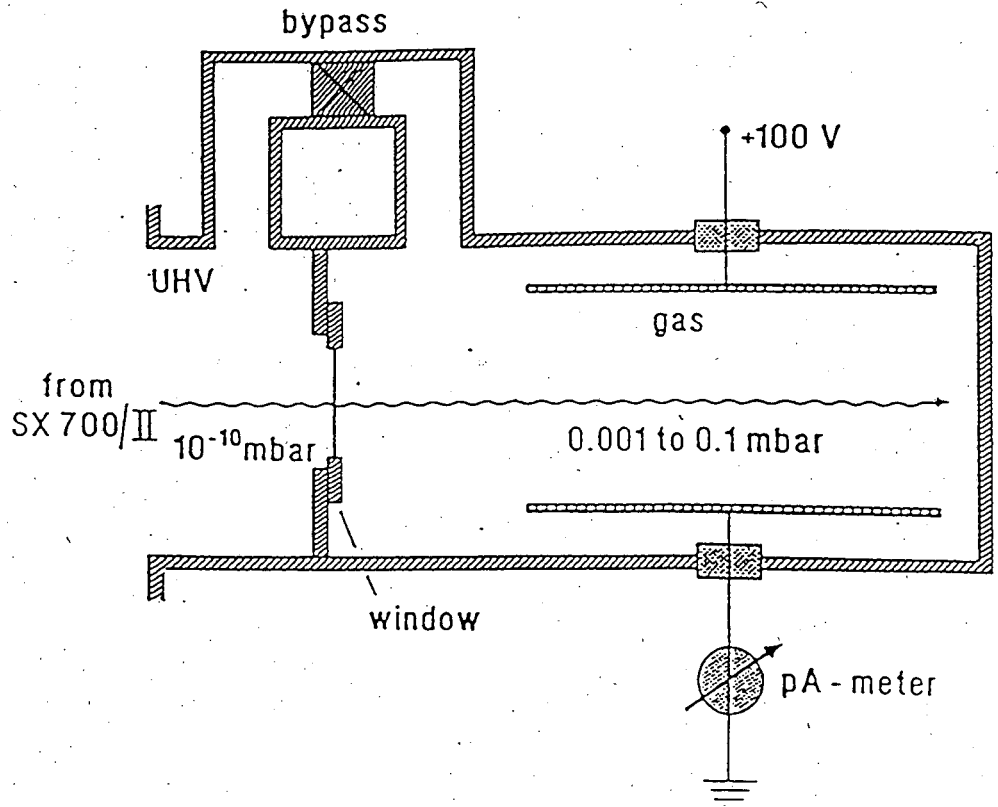 bypass
+100 V
UHV
gas
from
SX 700/II
10⁻¹⁰mbar
0.001 to 0.1 mbar
window
pA - meter